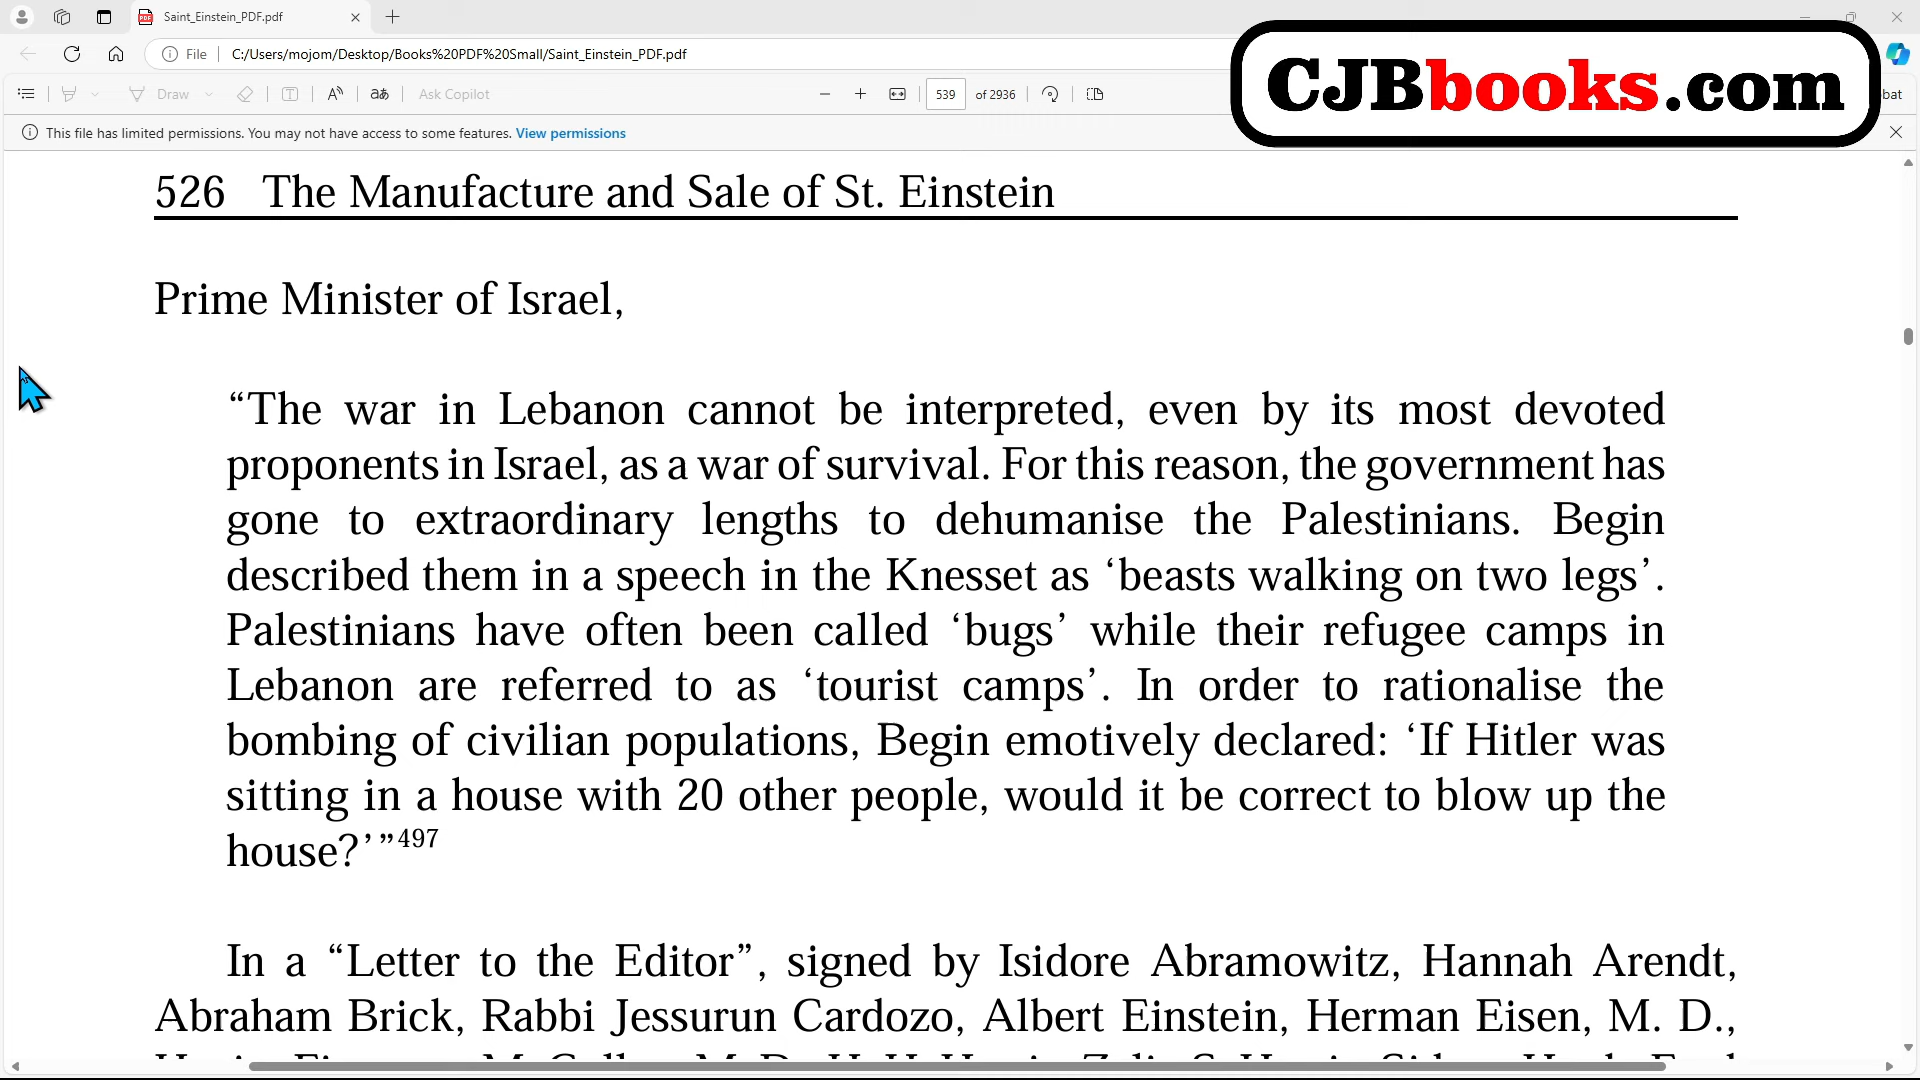 Saint_Einstein_PDF.pdf
File C:/Users/mojom/Desktop/Books%20PDF%20Small/Saint_Einstein_PDF.pdf
CJBbooks.com
Draw aあ Ask Copilot 539 of 2936 bat
This file has limited permissions. You may not have access to some features. View permissions
526 The Manufacture and Sale of St. Einstein
Prime Minister of Israel,
“The war in Lebanon cannot be interpreted, even by its most devoted
proponents in Israel, as a war of survival. For this reason, the government has
gone to extraordinary lengths to dehumanise the Palestinians. Begin
described them in a speech in the Knesset as ‘beasts walking on two legs’.
Palestinians have often been called ‘bugs’ while their refugee camps in
Lebanon are referred to as ‘tourist camps’. In order to rationalise the
bombing of civilian populations, Begin emotively declared: ‘If Hitler was
sitting in a house with 20 other people, would it be correct to blow up the
house?’”497
In a “Letter to the Editor”, signed by Isidore Abramowitz, Hannah Arendt,
Abraham Brick, Rabbi Jessurun Cardozo, Albert Einstein, Herman Eisen, M. D.,